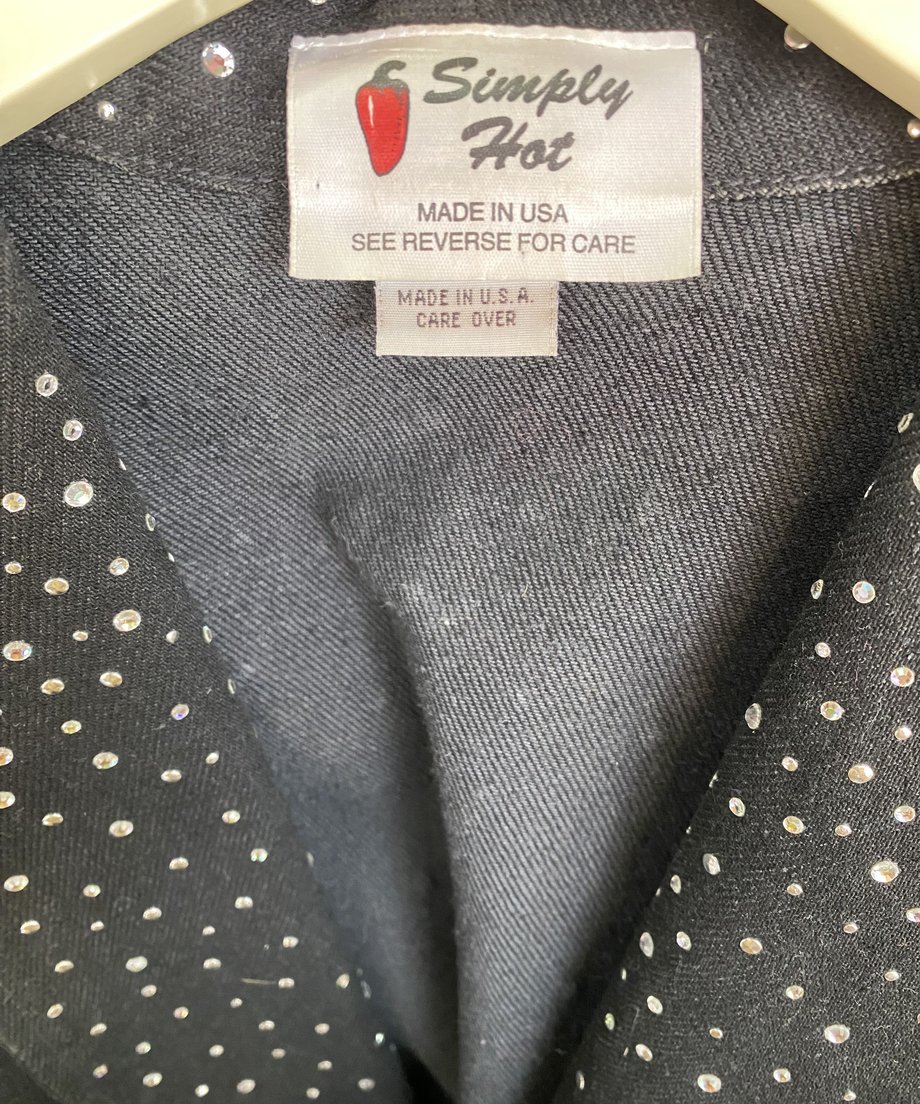 Simply
Hot
MADE IN USA
SEE REVERSE FOR CARE
MADE IN U.S.A.
CARE OVER